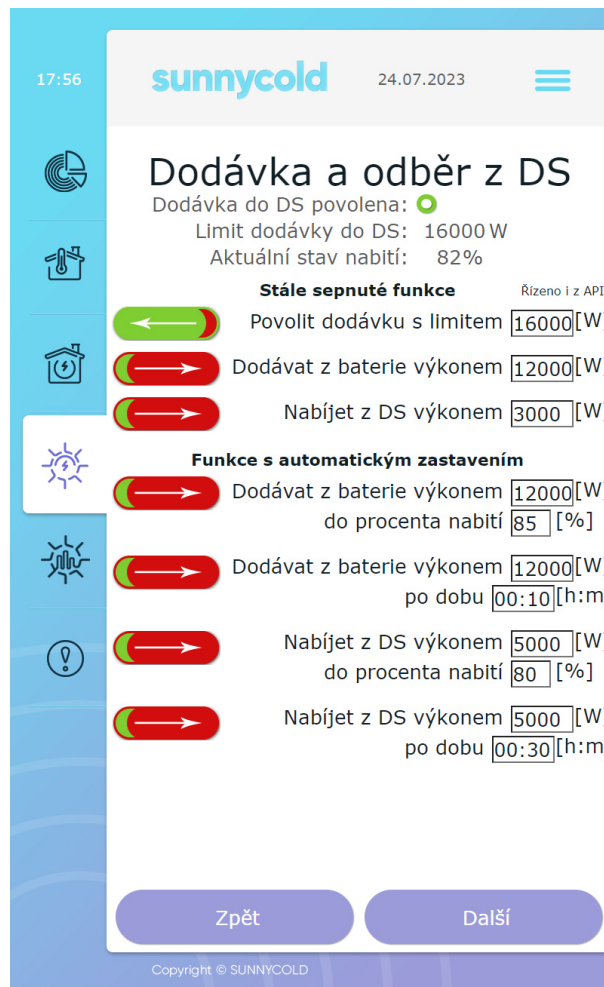 17:56
sunnycold
24.07.2023
Dodávka a odběr z DS
Dodávka do DS povolena:
Limit dodávky do DS: 16000 W
Aktuální stav nabití: 82%
Stále sepnuté funkce Řízeno i z API
Povolit dodávku s limitem 16000 [W]
Dodávat z baterie výkonem 12000 [W]
Nabíjet z DS výkonem 3000 [W]
Funkce s automatickým zastavením
Dodávat z baterie výkonem 12000 [W]
do procenta nabití 85 [%]
Dodávat z baterie výkonem 12000 [W]
po dobu 00:10 [h:m
Nabíjet z DS výkonem 5000 [W]
do procenta nabití 80 [%]
Nabíjet z DS výkonem 5000 [W]
po dobu 00:30 [h:m
Zpět Další
Copyright © SUNNYCOLD